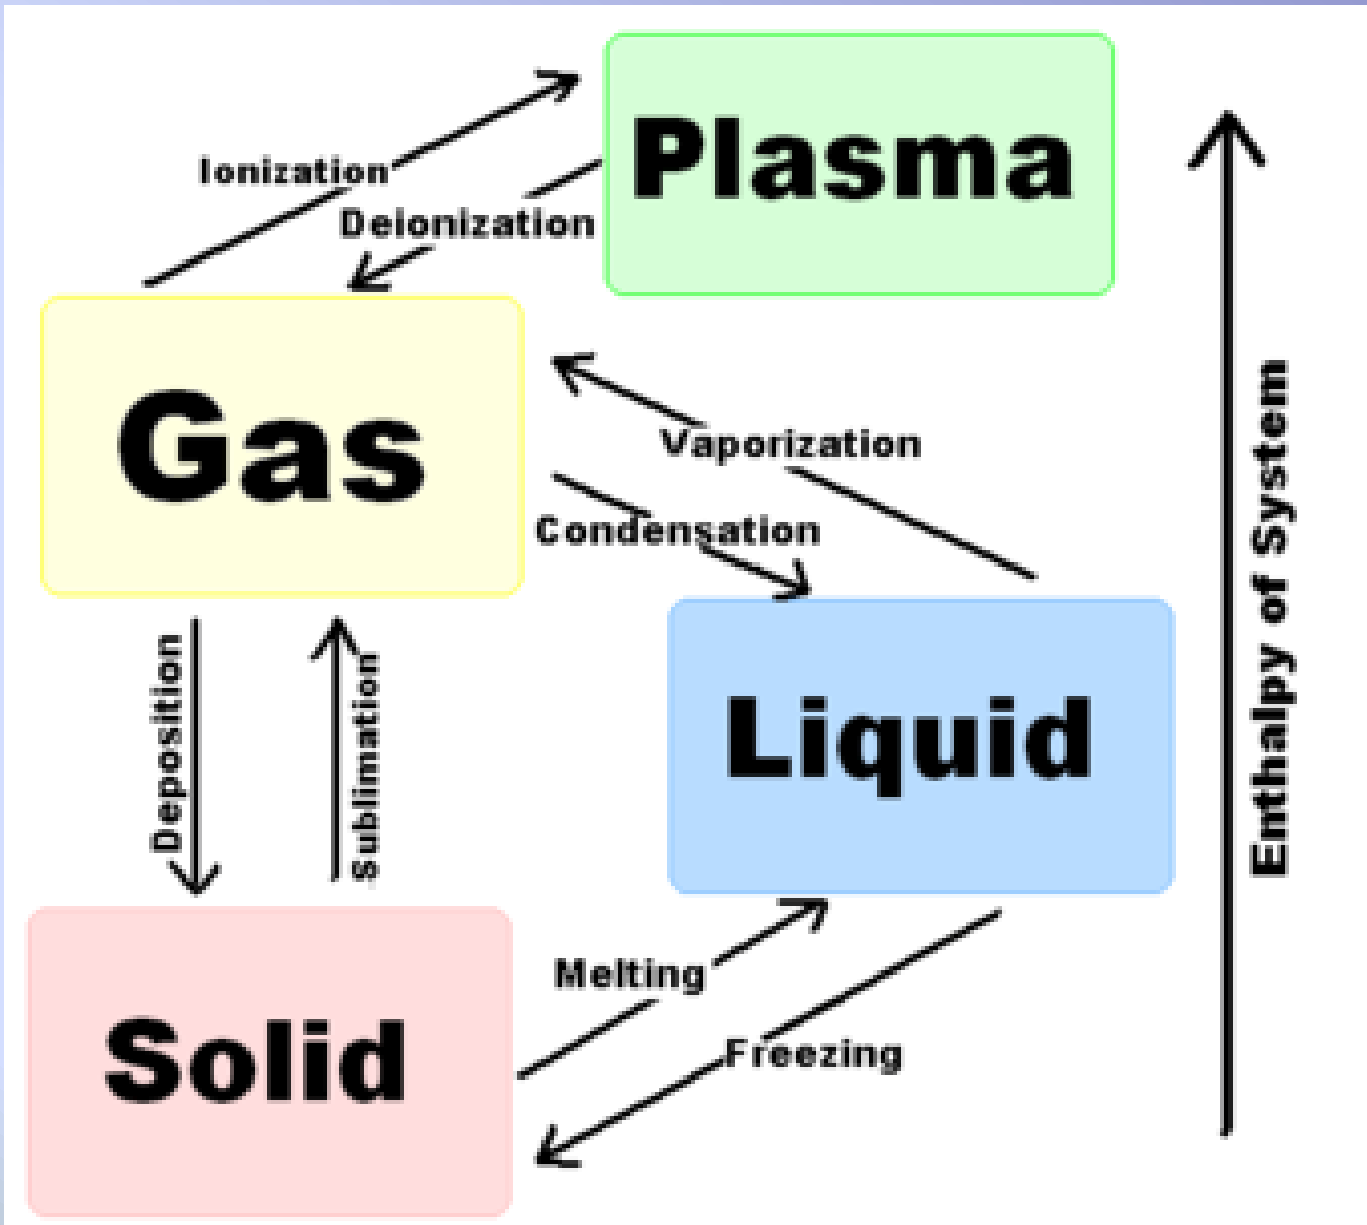 Plasma
Ionization
Deionization
Gas
Vaporization
Condensation
Enthalpy of System
Deposition
Sublimation
Liquid
Melting
Solid
Freezing